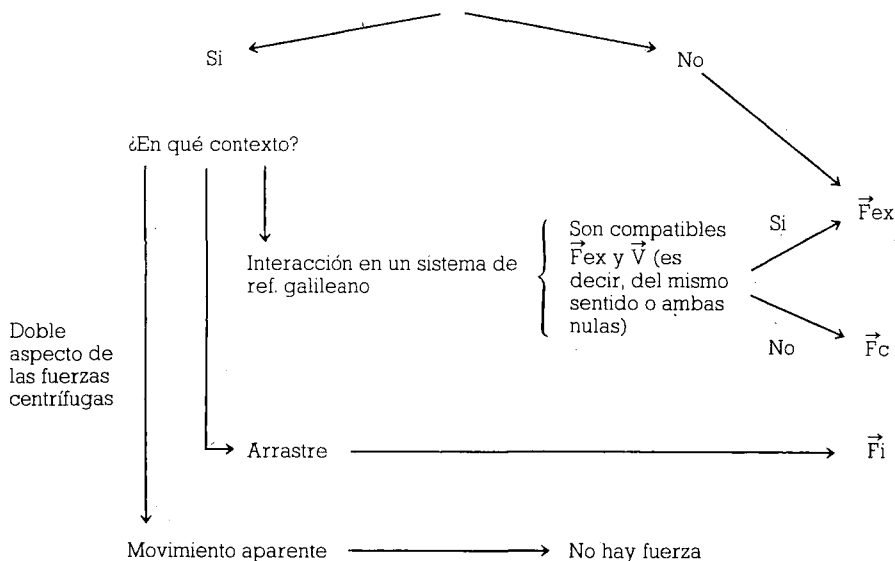 Si
No
¿En qué contexto?
Interacción en un sistema de
ref. galileano
Son compatibles
F⃗ex y V⃗ (es
decir, del mismo
sentido o ambas
nulas)
Si
F⃗ex
No
F⃗c
Doble
aspecto de
las fuerzas
centrífugas
Arrastre
F⃗i
Movimiento aparente
No hay fuerza